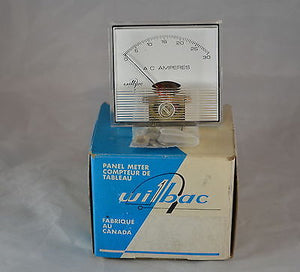 0 5 10 15 20 25 30
A C AMPERES
wilbac
PANEL METER
COMPTEUR DE
TABLEAU
wilbac
FABRIQUE
AU
CANADA